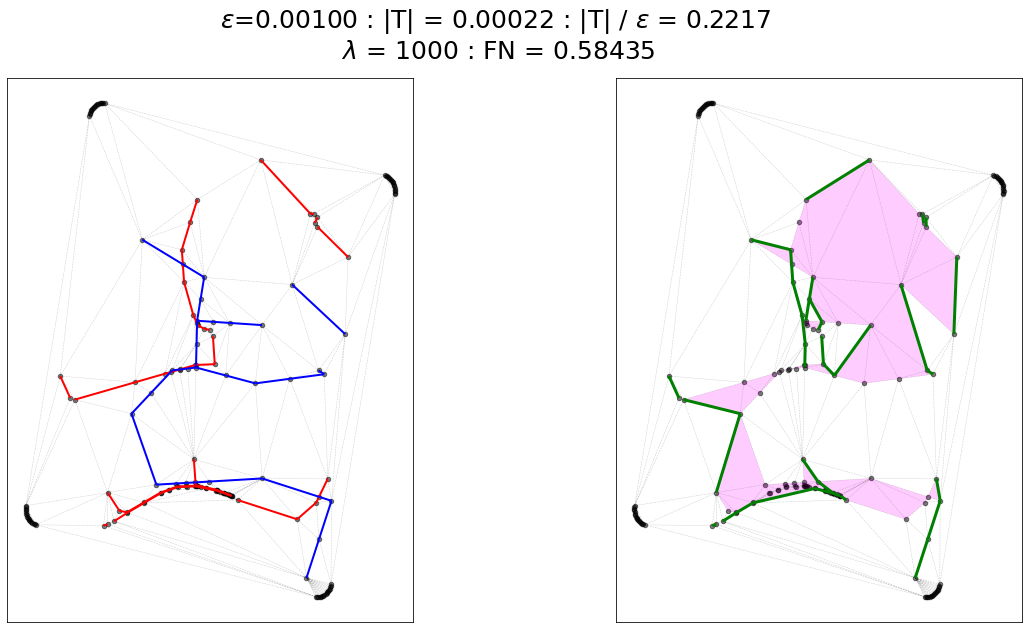 ε=0.00100 : |T| = 0.00022 : |T| / ε = 0.2217
λ = 1000 : FN = 0.58435